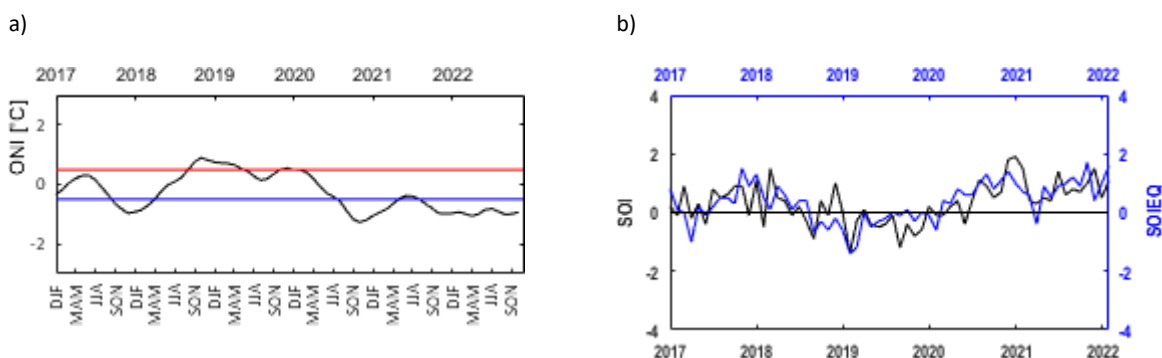 a)
2017 2018 2019 2020 2021 2022
ONI [°C]
2
0
-2
DJF MAM JJA SON DJF MAM JJA SON DJF MAM JJA SON DJF MAM JJA SON DJF MAM JJA SON DJF MAM JJA SON
b)
2017 2018 2019 2020 2021 2022
4 4
2 2
0 0
-2 -2
-4 -4
SOI
SOIEQ
2017 2018 2019 2020 2021 2022